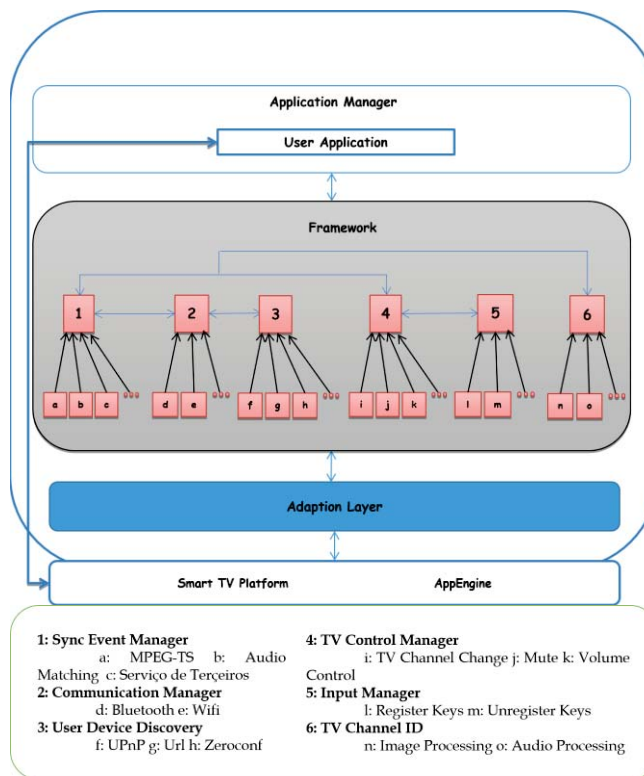 Application Manager
User Application
Framework
1 2 3 4 5 6
a b c ... d e ... f g h ... i j k ... l m ... n o ...
Adaption Layer
Smart TV Platform AppEngine
1: Sync Event Manager
a: MPEG-TS b: Audio
Matching c: Serviço de Terçeiros
2: Communication Manager
d: Bluetooth e: Wifi
3: User Device Discovery
f: UPnP g: Url h: Zeroconf
4: TV Control Manager
i: TV Channel Change j: Mute k: Volume
Control
5: Input Manager
l: Register Keys m: Unregister Keys
6: TV Channel ID
n: Image Processing o: Audio Processing